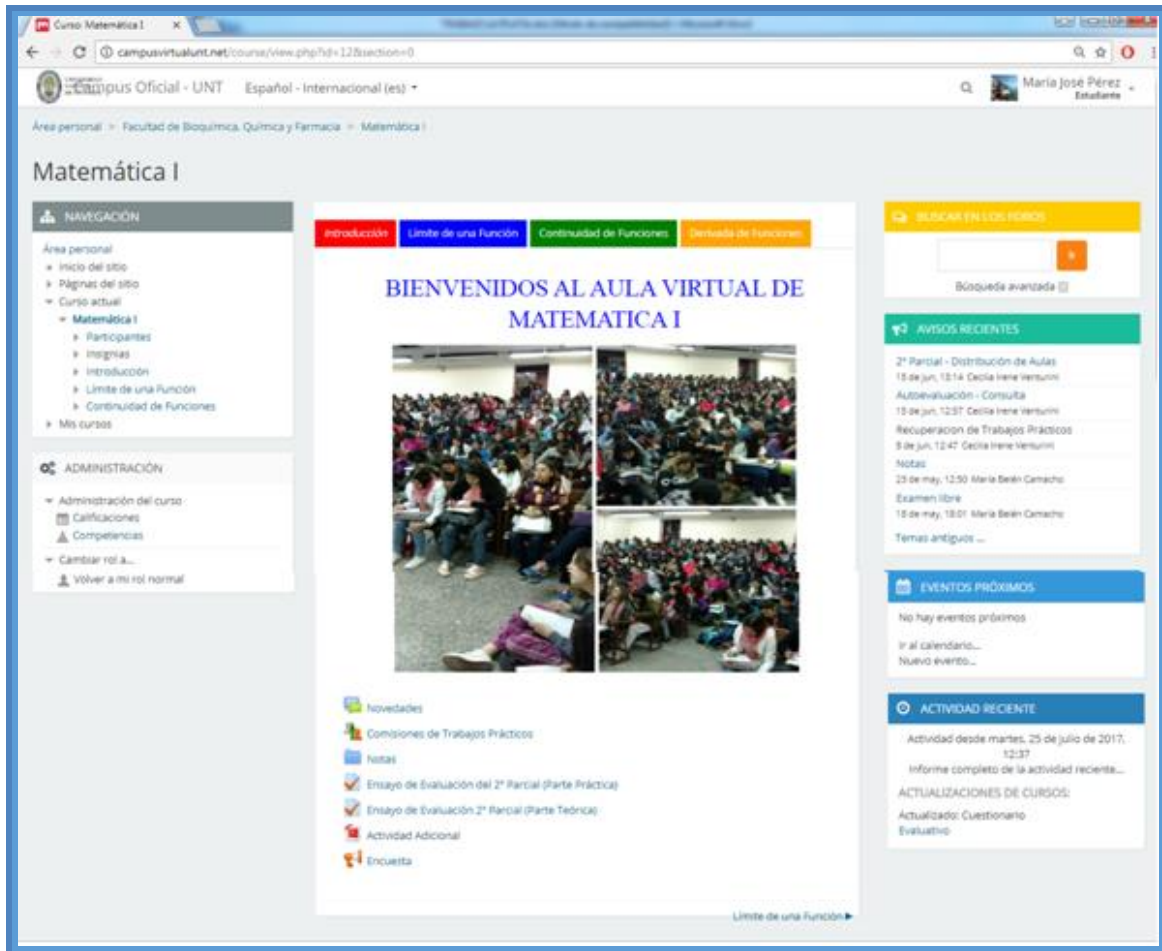 Curso: Matemática I
campusvirtualunt.net/course/view.php?id=12&section=0
Campus Oficial - UNT Español - Internacional (es)
María José Pérez
Estudiante
Área personal Facultad de Bioquímica, Química y Farmacia Matemática I
Matemática I
NAVEGACIÓN
Área personal
Inicio del sitio
Páginas del sitio
Curso actual
Matemática I
Participantes
Insignias
Introducción
Límite de una Función
Continuidad de Funciones
Mis cursos
ADMINISTRACIÓN
Administración del curso
Calificaciones
Competencias
Cambiar rol a...
Volver a mi rol normal
Introducción Límite de una Función Continuidad de Funciones Derivada de Funciones
BIENVENIDOS AL AULA VIRTUAL DE
MATEMATICA I
Novedades
Comisiones de Trabajos Prácticos
Notas
Ensayo de Evaluación del 2° Parcial (Parte Práctica)
Ensayo de Evaluación 2° Parcial (Parte Teórica)
Actividad Adicional
Encuesta
Límite de una Función
BUSCAR EN LOS FOROS
Ir
Búsqueda avanzada
AVISOS RECIENTES
2° Parcial - Distribución de Aulas
15 de jun, 13:14 Cecilia Irene Venturini
Autoevaluación - Consulta
15 de jun, 12:57 Cecilia Irene Venturini
Recuperacion de Trabajos Prácticos
5 de jun, 12:47 Cecilia Irene Venturini
Notas
23 de may, 12:50 María Belén Camacho
Examen libre
18 de may, 18:01 María Belén Camacho
Temas antiguos ...
EVENTOS PRÓXIMOS
No hay eventos próximos
Ir al calendario...
Nuevo evento...
ACTIVIDAD RECIENTE
Actividad desde martes, 25 de julio de 2017,
12:37
Informe completo de la actividad reciente...
ACTUALIZACIONES DE CURSOS:
Actualizado: Cuestionario
Evaluativo